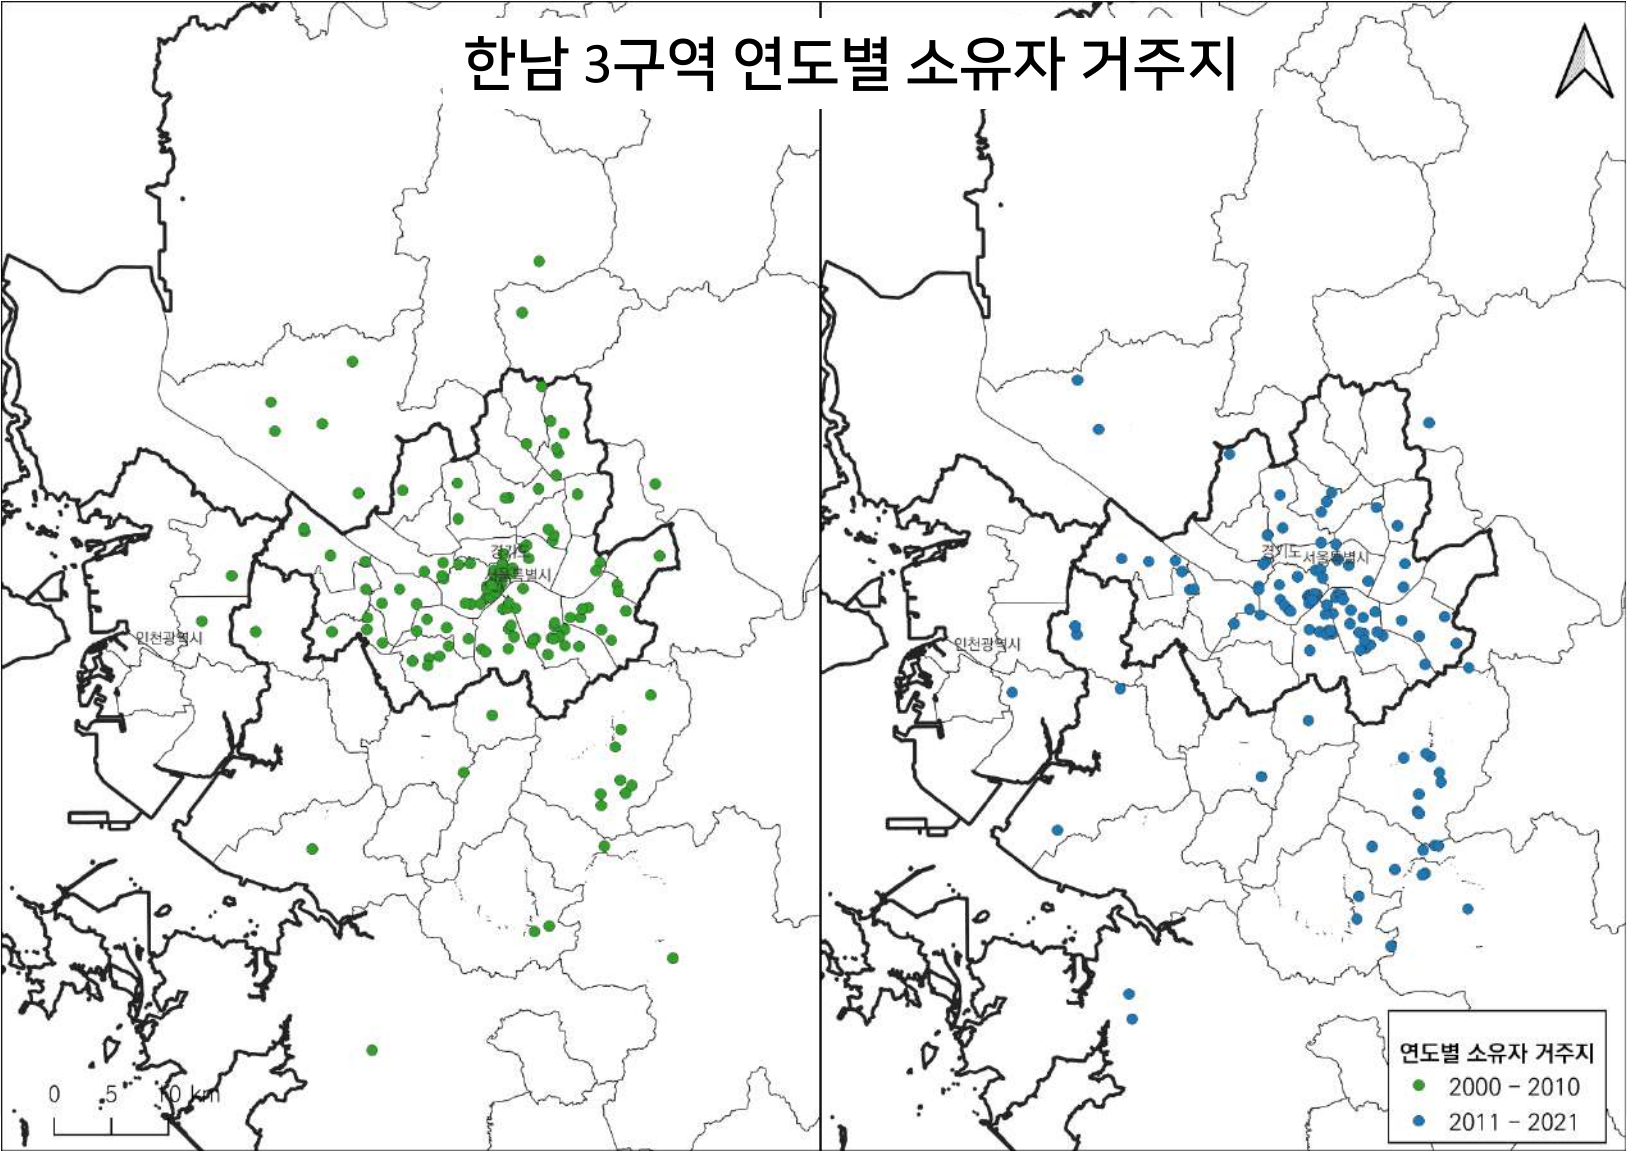 한남 3구역 연도별 소유자 거주지
경기도
서울특별시
인천광역시
경기도 서울특별시
인천광역시
0 5 10 km
연도별 소유자 거주지
2000 - 2010
2011 - 2021